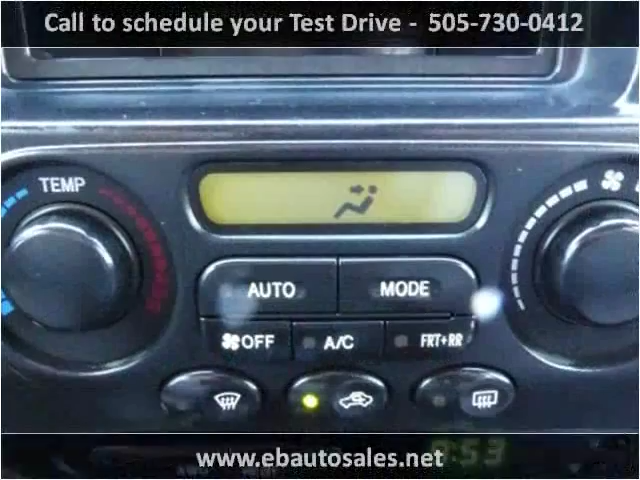 Call to schedule your Test Drive - 505-730-0412
TEMP
AUTO MODE
OFF A/C FRT+RR
www.ebautosales.net